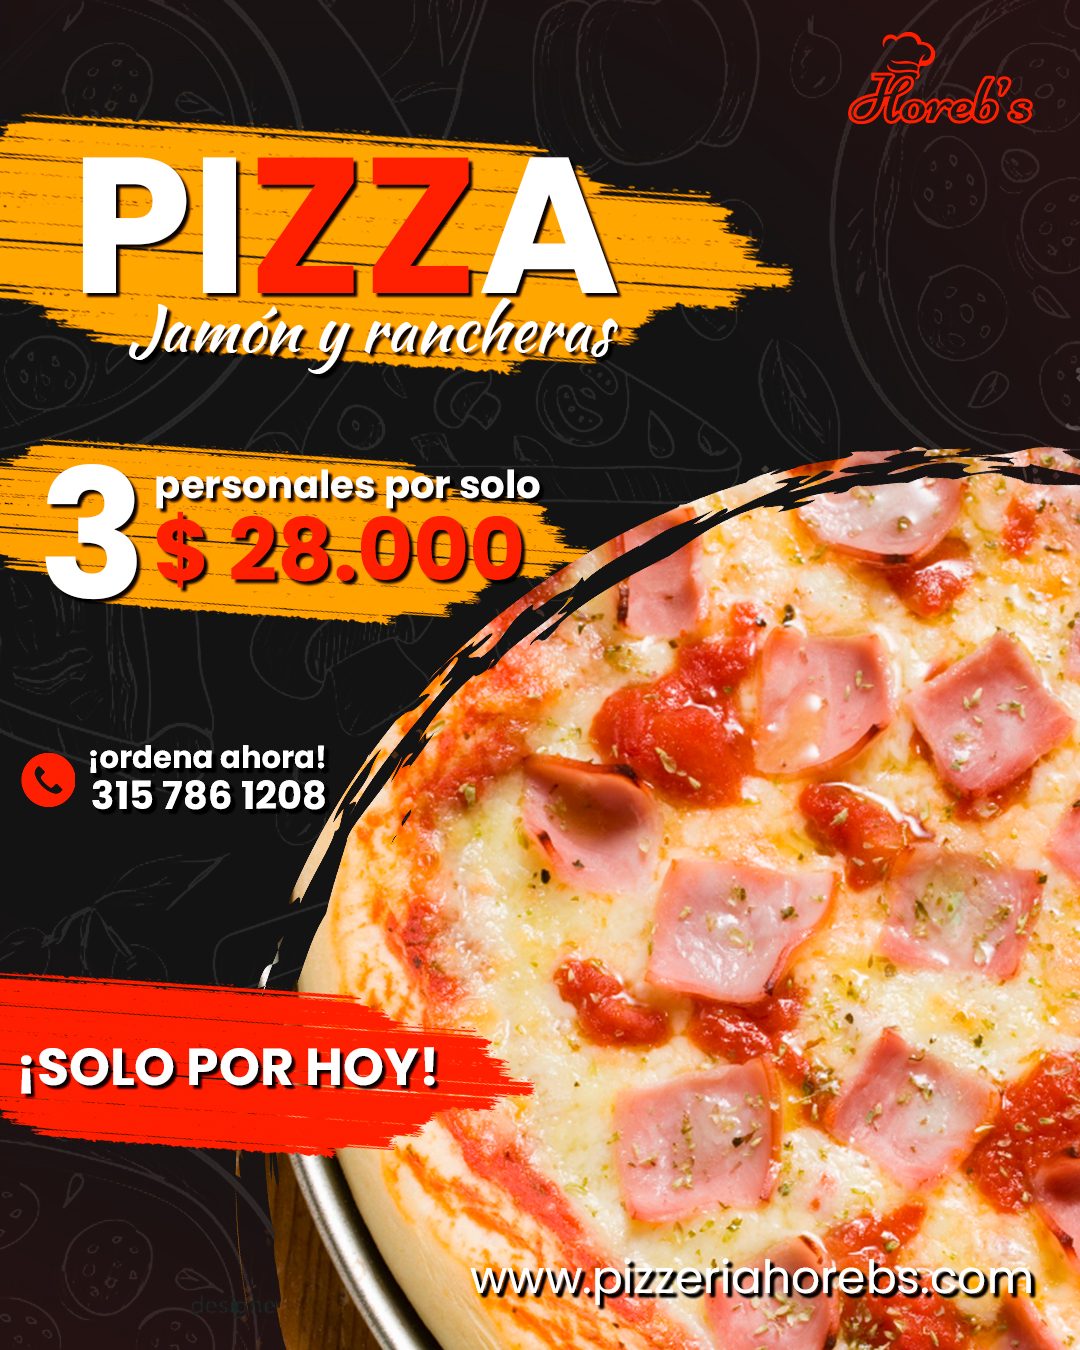 Horeb's
PIZZA
Jamón y rancheras
3
personales por solo
$ 28.000
¡ordena ahora!
315 786 1208
¡SOLO POR HOY!
www.pizzeriahorebs.com